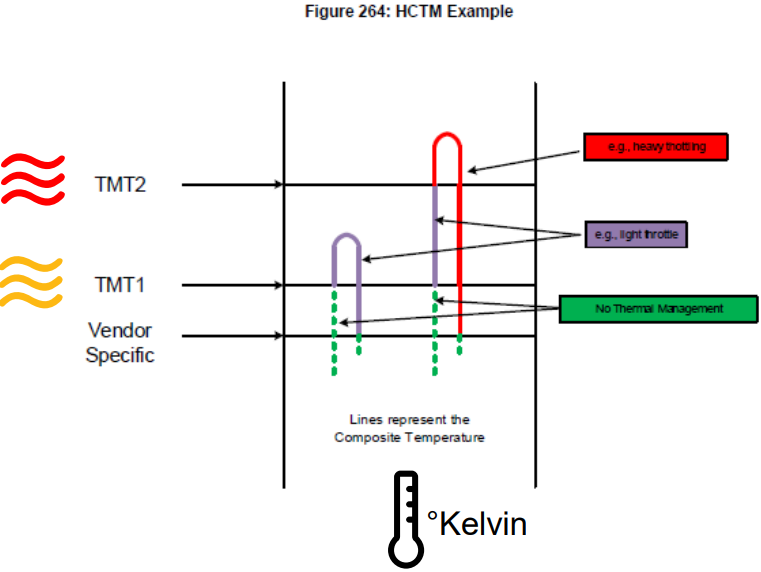 Figure 264: HCTM Example
e.g., heavy thottling
TMT2
e.g., light throttle
TMT1
No Thermal Management
Vendor
Specific
Lines represent the
Composite Temperature
°Kelvin